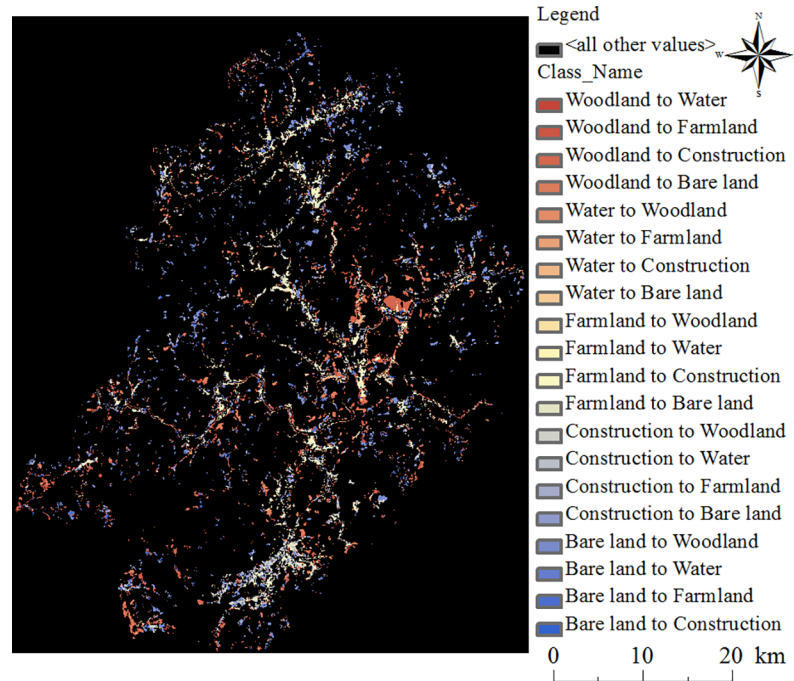 Legend
<all other values>
Class_Name
Woodland to Water
Woodland to Farmland
Woodland to Construction
Woodland to Bare land
Water to Woodland
Water to Farmland
Water to Construction
Water to Bare land
Farmland to Woodland
Farmland to Water
Farmland to Construction
Farmland to Bare land
Construction to Woodland
Construction to Water
Construction to Farmland
Construction to Bare land
Bare land to Woodland
Bare land to Water
Bare land to Farmland
Bare land to Construction
N
W
S
0 10 20 km